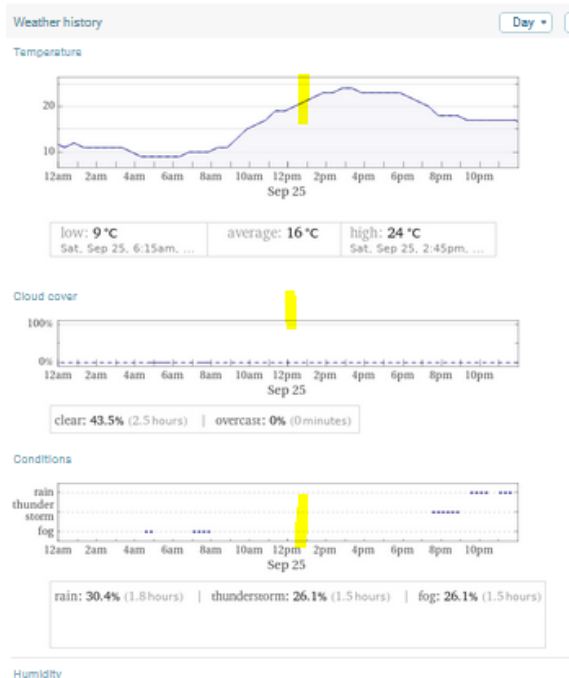 Weather history
Day
Temperature
20
10
12am 2am 4am 6am 8am 10am 12pm 2pm 4pm 6pm 8pm 10pm
Sep 25
low: 9 °C average: 16 °C high: 24 °C
Sat, Sep 25, 6:15am, ... Sat, Sep 25, 2:45pm, ...
Cloud cover
100%
0%
12am 2am 4am 6am 8am 10am 12pm 2pm 4pm 6pm 8pm 10pm
Sep 25
clear: 43.5% (2.5 hours) | overcast: 0% (0 minutes)
Conditions
rain
thunder
storm
fog
12am 2am 4am 6am 8am 10am 12pm 2pm 4pm 6pm 8pm 10pm
Sep 25
rain: 30.4% (1.8 hours) | thunderstorm: 26.1% (1.5 hours) | fog: 26.1% (1.5 hours)
Humidity